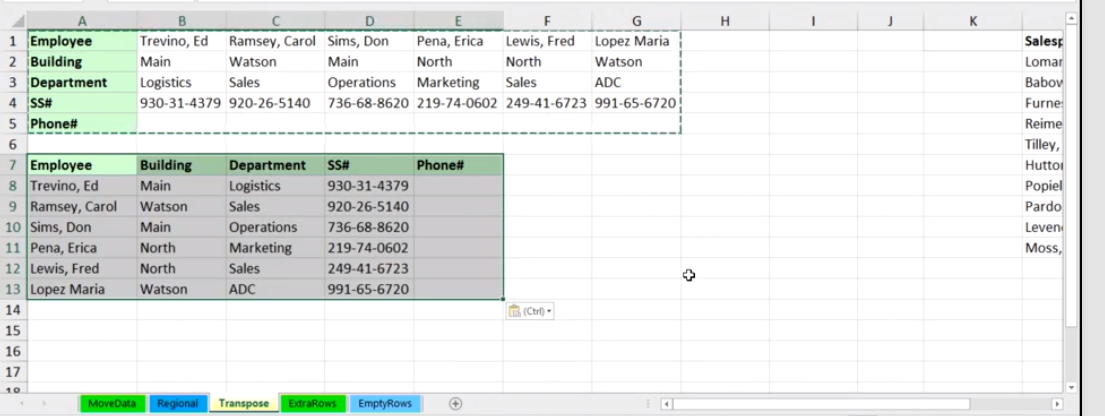 A B C D E F G H I J K
1 Employee Trevino, Ed Ramsey, Carol Sims, Don Pena, Erica Lewis, Fred Lopez Maria Salesp
2 Building Main Watson Main North North Watson Lomar
3 Department Logistics Sales Operations Marketing Sales ADC Babow
4 SS# 930-31-4379 920-26-5140 736-68-8620 219-74-0602 249-41-6723 991-65-6720 Furnes
5 Phone# Reime
6 Tilley,
7 Employee Building Department SS# Phone# Hutton
8 Trevino, Ed Main Logistics 930-31-4379 Popiel
9 Ramsey, Carol Watson Sales 920-26-5140 Pardo
10 Sims, Don Main Operations 736-68-8620 Leven
11 Pena, Erica North Marketing 219-74-0602 Moss,
12 Lewis, Fred North Sales 249-41-6723
13 Lopez Maria Watson ADC 991-65-6720
14 (Ctrl)
15
16
17
18
MoveData Regional Transpose ExtraRows EmptyRows